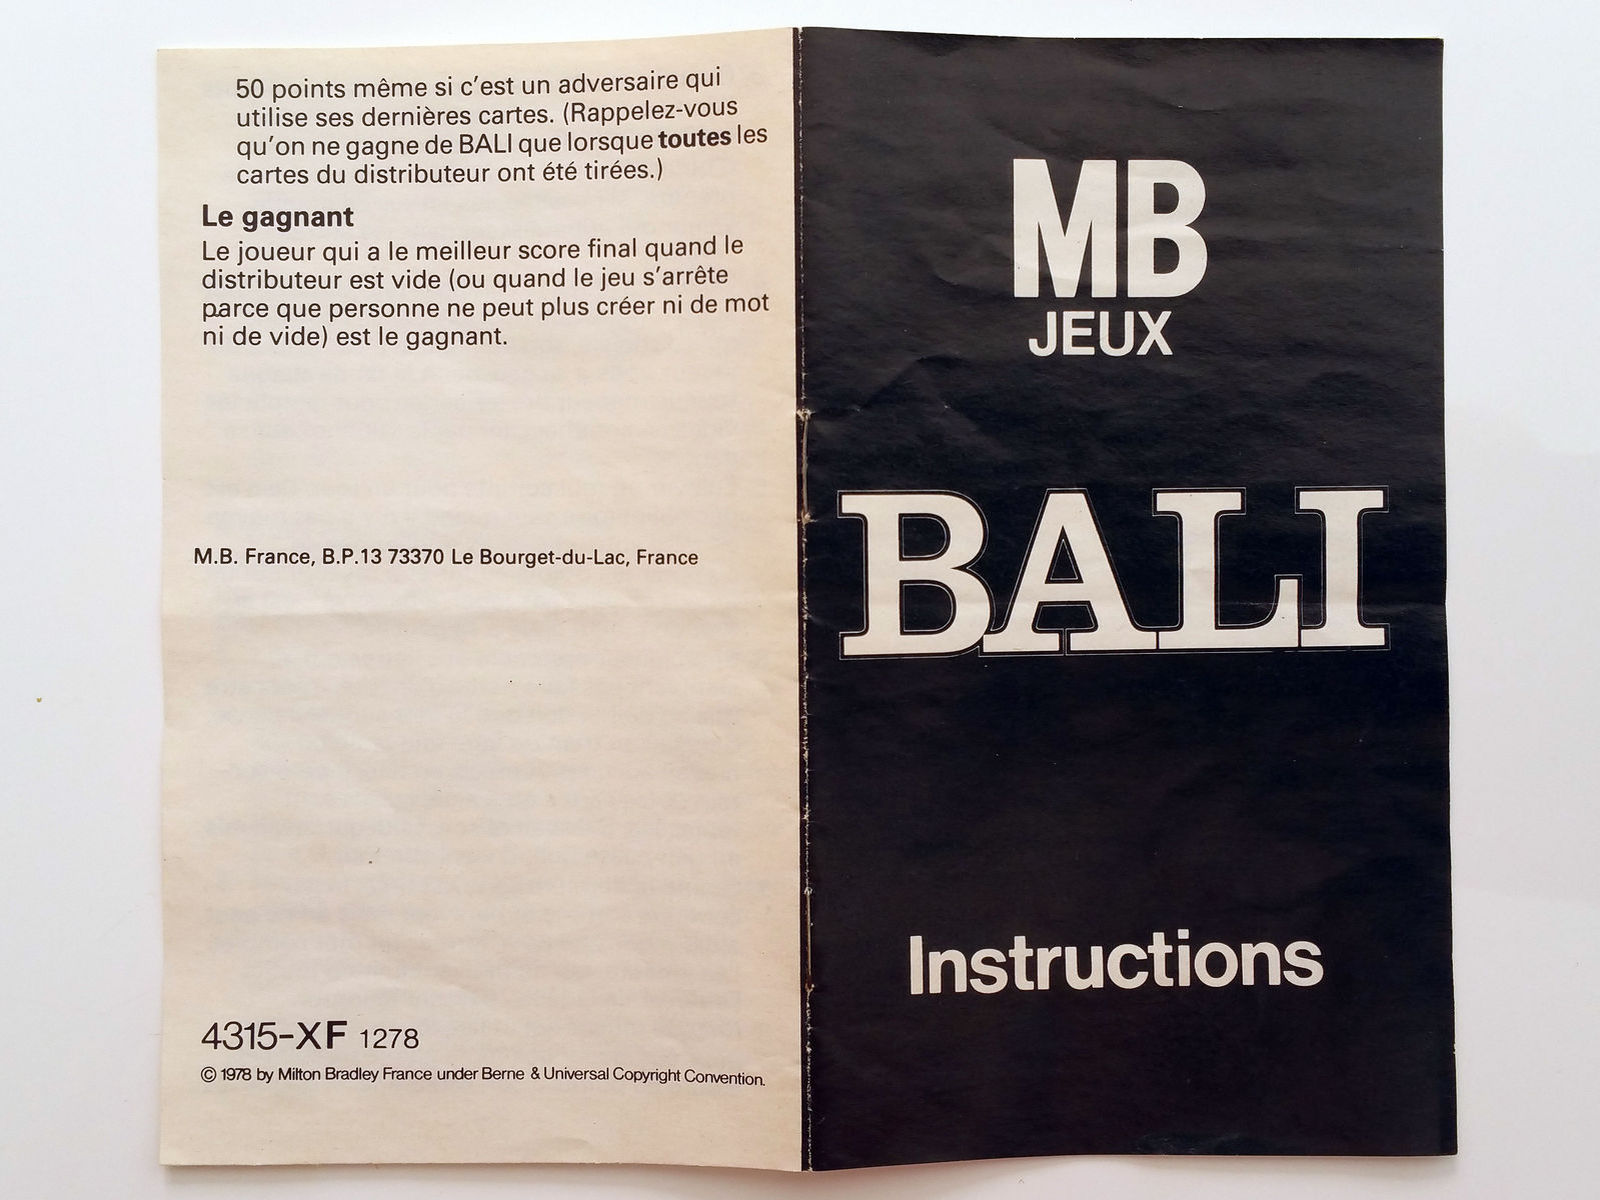 50 points même si c'est un adversaire qui
utilise ses dernières cartes. (Rappelez-vous
qu'on ne gagne de BALI que lorsque toutes les
cartes du distributeur ont été tirées.)
Le gagnant
Le joueur qui a le meilleur score final quand le
distributeur est vide (ou quand le jeu s'arrête
parce que personne ne peut plus créer ni de mot
ni de vide) est le gagnant.
M.B. France, B.P.13 73370 Le Bourget-du-Lac, France
4315-XF 1278
© 1978 by Milton Bradley France under Berne & Universal Copyright Convention.
MB
JEUX
BALI
Instructions